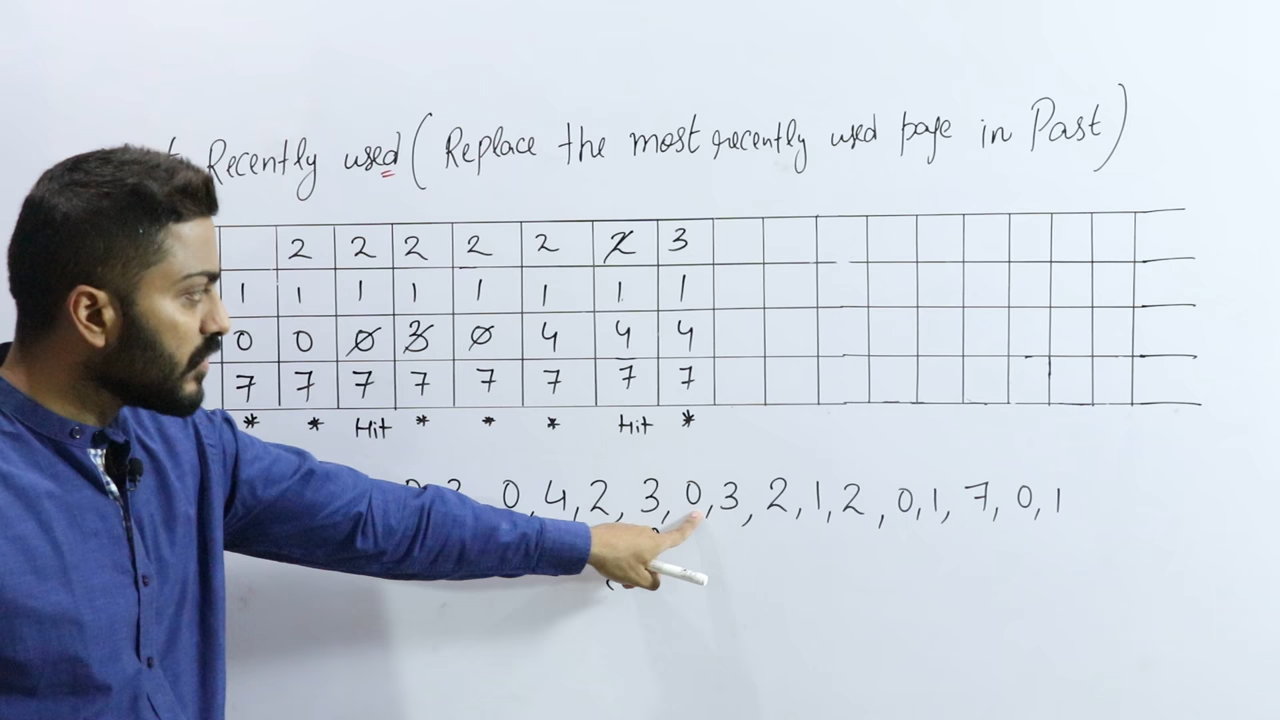 Recently used (Replace the most recently used page in Past)
2 2 2 2 2 2 3
1 1 1 1 1 1 1 1
0 0 0 3 0 4 4 4
7 7 7 7 7 7 7 7
* * Hit * * * Hit *
0, 4, 2, 3, 0, 3, 2, 1, 2, 0, 1, 7, 0, 1